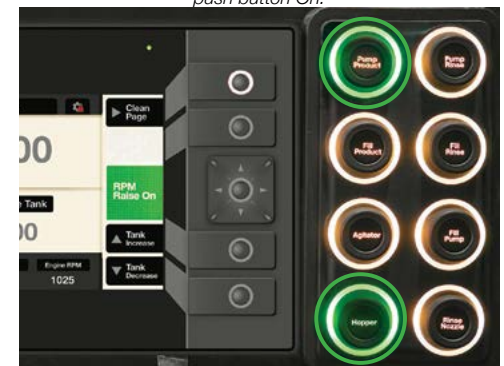 push button On.
Clean
Page
00
RPM
Raise On
Tank
00
Tank
Increase
Engine RPM
1025
Tank
Decrease
Pump
Product
Pump
Rinse
Fill
Product
Fill
Rinse
Agitator
Fill
Pump
Hopper
Rinse
Nozzle